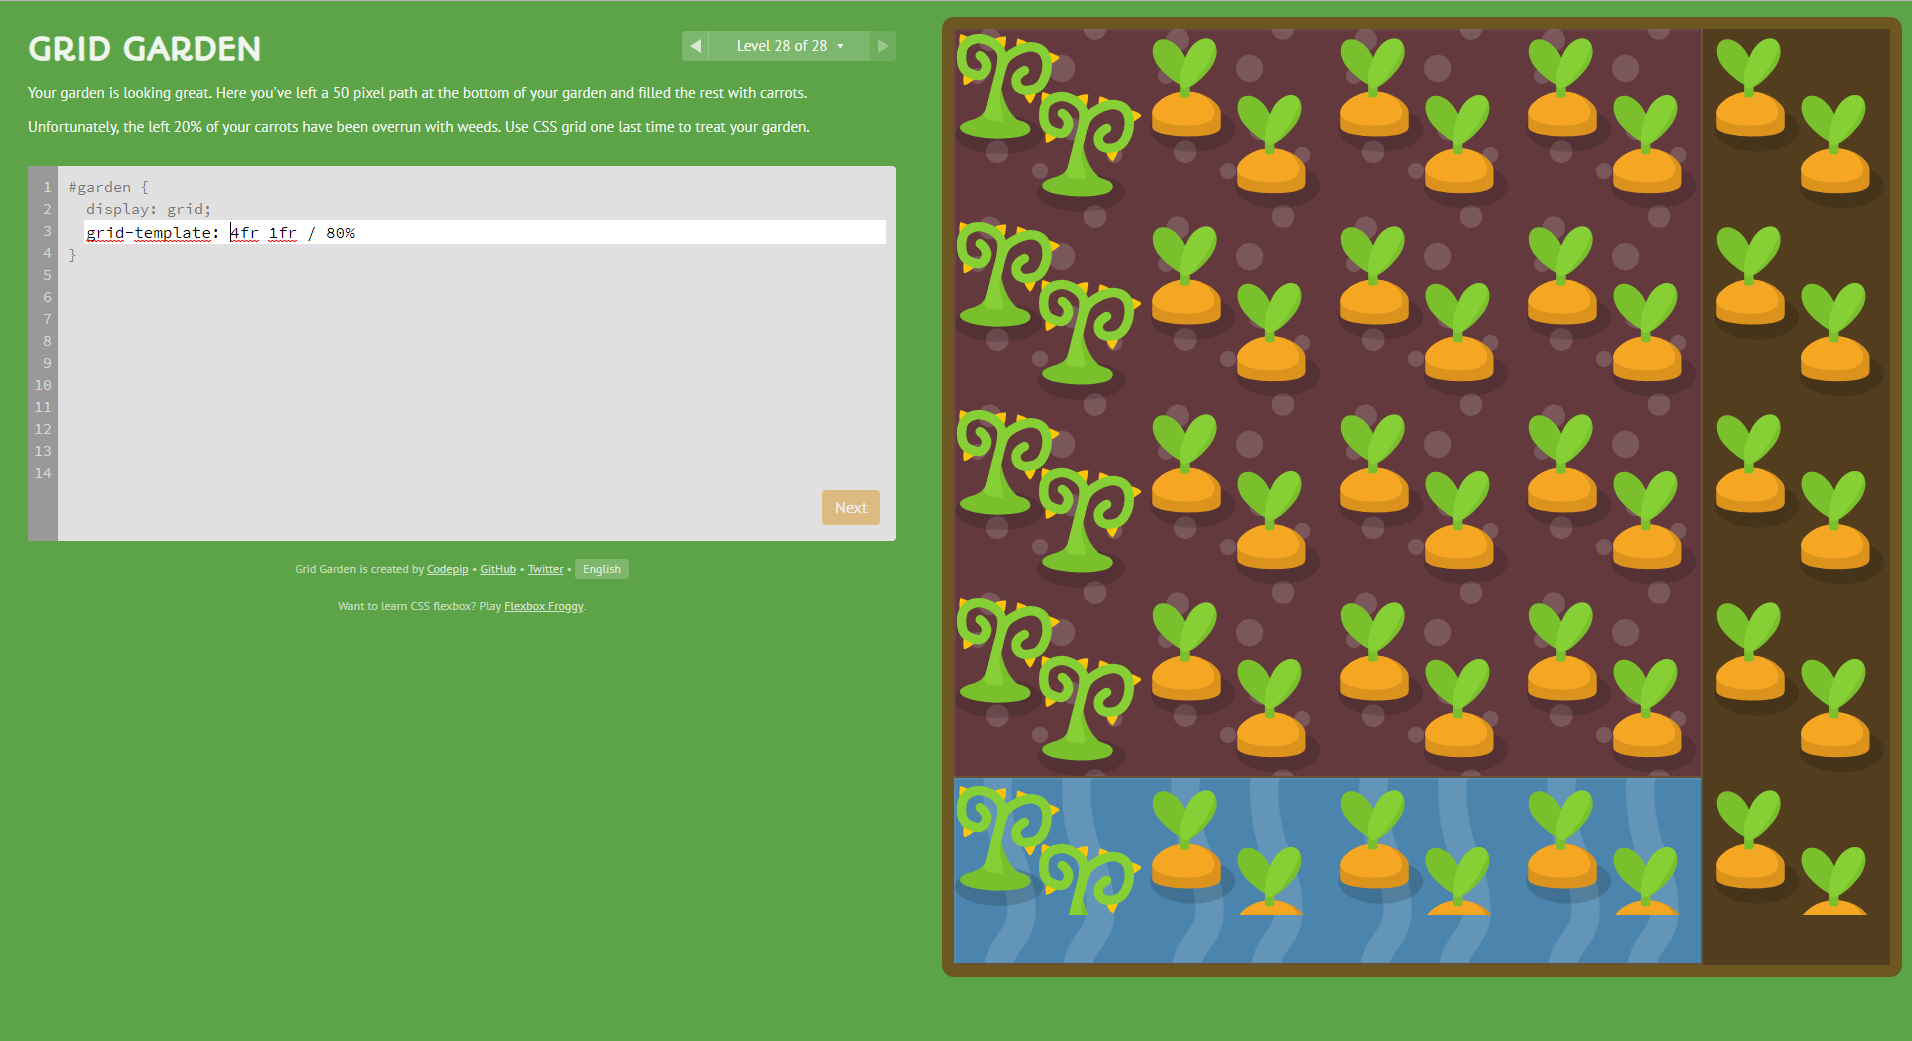 GRID GARDEN
Level 28 of 28
Your garden is looking great. Here you've left a 50 pixel path at the bottom of your garden and filled the rest with carrots.
Unfortunately, the left 20% of your carrots have been overrun with weeds. Use CSS grid one last time to treat your garden.
1 #garden {
2 display: grid;
3 grid-template: 4fr 1fr / 80%
4 }
5
6
7
8
9
10
11
12
13
14
Next
Grid Garden is created by Codepip • GitHub • Twitter • English
Want to learn CSS flexbox? Play Flexbox Froggy.